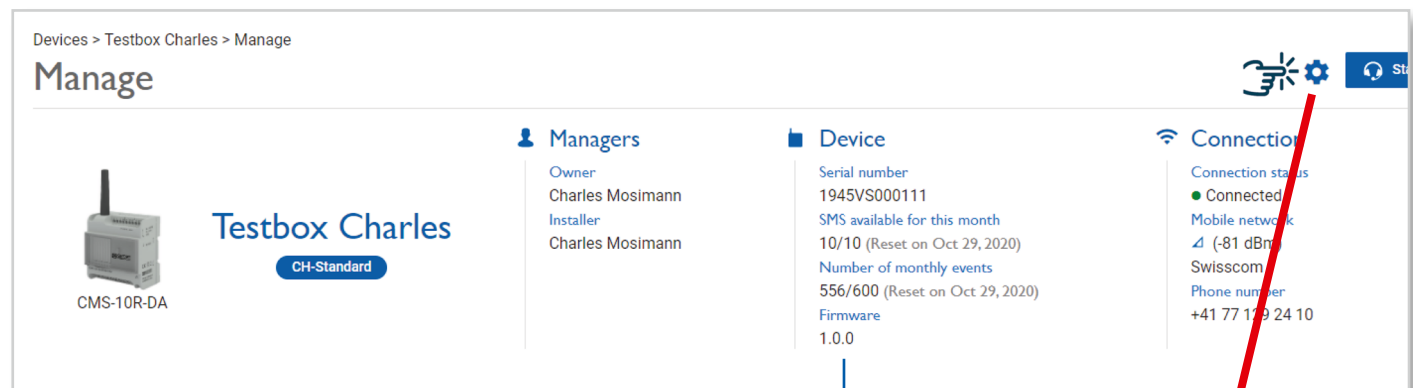 Devices > Testbox Charles > Manage
Manage
CMS-10R-DA
Testbox Charles
CH-Standard
Managers
Owner
Charles Mosimann
Installer
Charles Mosimann
Device
Serial number
1945VS000111
SMS available for this month
10/10 (Reset on Oct 29, 2020)
Number of monthly events
556/600 (Reset on Oct 29, 2020)
Firmware
1.0.0
Connection
Connection status
Connected
Mobile network
(-81 dBm)
Swisscom
Phone number
+41 77 129 24 10